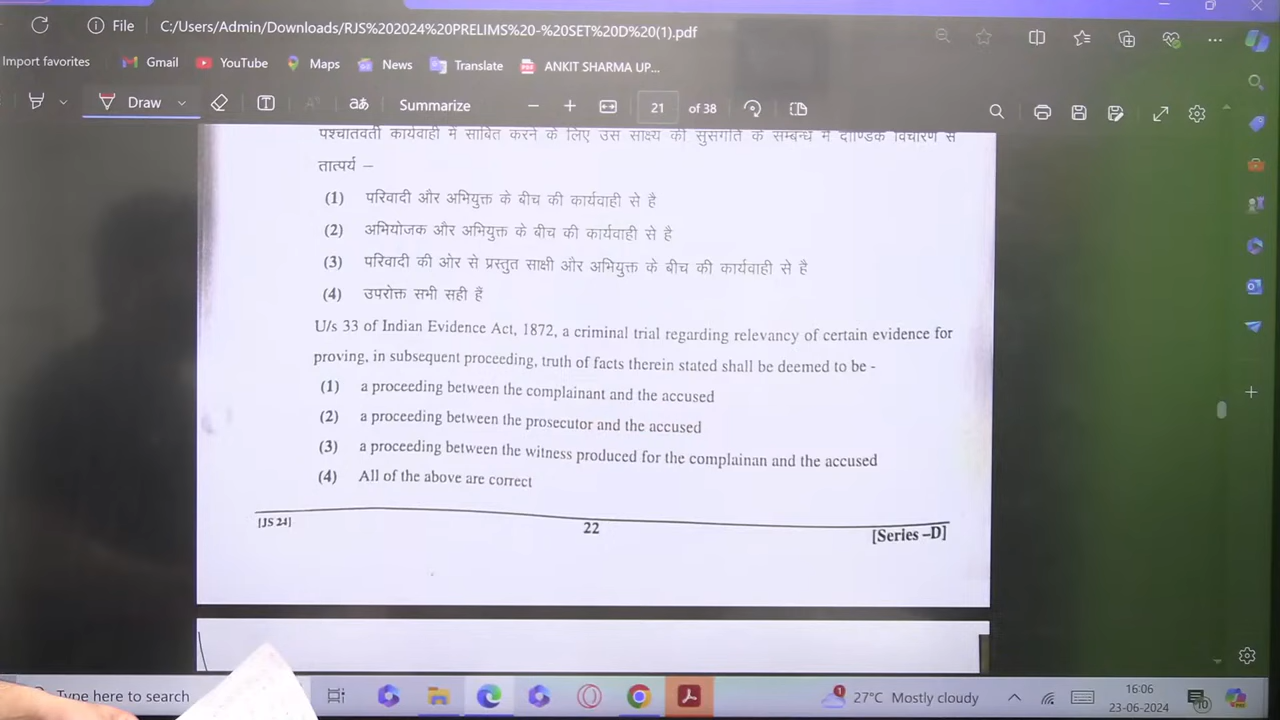 File
C:/Users/Admin/Downloads/RJS%202024%20PRELIMS%20-%20SET%20D%20(1).pdf
Import favorites
Gmail
YouTube
Maps
News
Translate
ANKIT SHARMA UP...
Draw
aあ
Summarize
21 of 38
पश्चातवर्ती कार्यवाही में साबित करने के लिए उस साक्ष्य की सुसंगति के सम्बन्ध में दाण्डिक विचारण से
तात्पर्य –
(1) परिवादी और अभियुक्त के बीच की कार्यवाही से है
(2) अभियोजक और अभियुक्त के बीच की कार्यवाही से है
(3) परिवादी की ओर से प्रस्तुत साक्षी और अभियुक्त के बीच की कार्यवाही से है
(4) उपरोक्त सभी सही हैं
U/s 33 of Indian Evidence Act, 1872, a criminal trial regarding relevancy of certain evidence for
proving, in subsequent proceeding, truth of facts therein stated shall be deemed to be -
(1) a proceeding between the complainant and the accused
(2) a proceeding between the prosecutor and the accused
(3) a proceeding between the witness produced for the complainan and the accused
(4) All of the above are correct
[JS 24]
22
[Series –D]
Type here to search
1
27°C Mostly cloudy
16:06
23-06-2024
10